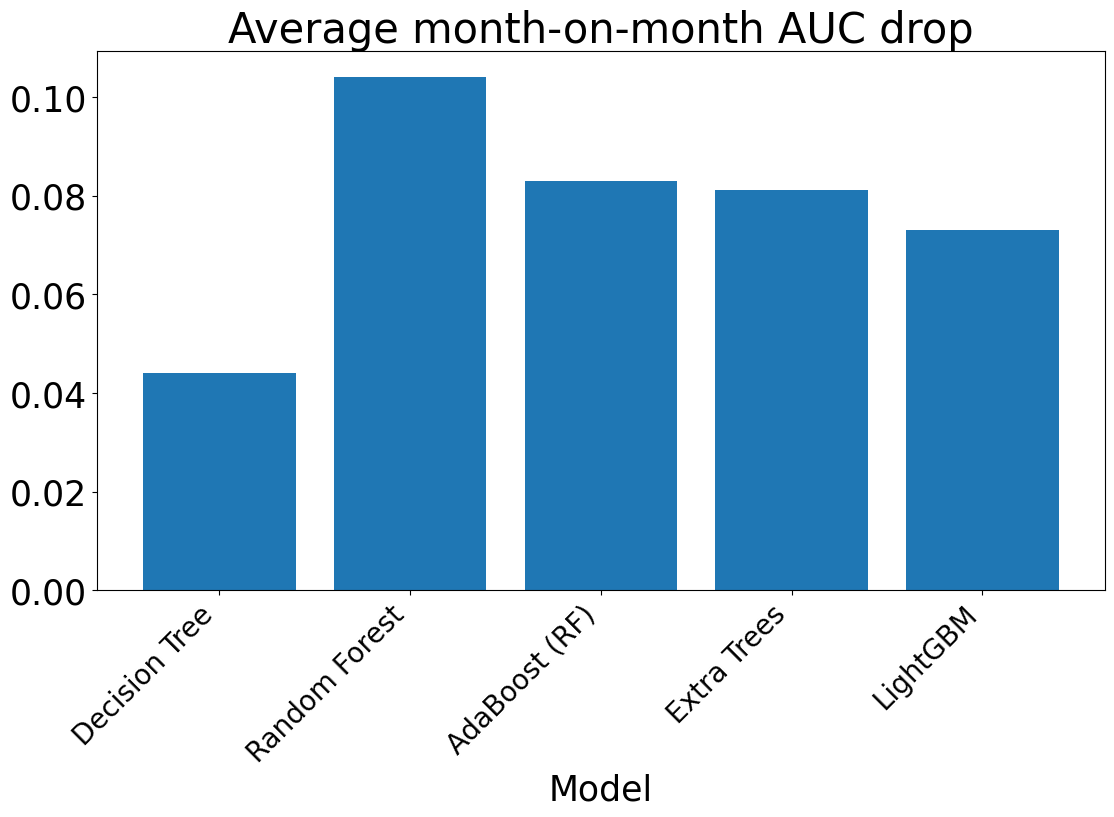 Average month-on-month AUC drop
0.10
0.08
0.06
0.04
0.02
0.00
Decision Tree
Random Forest
AdaBoost (RF)
Extra Trees
LightGBM
Model